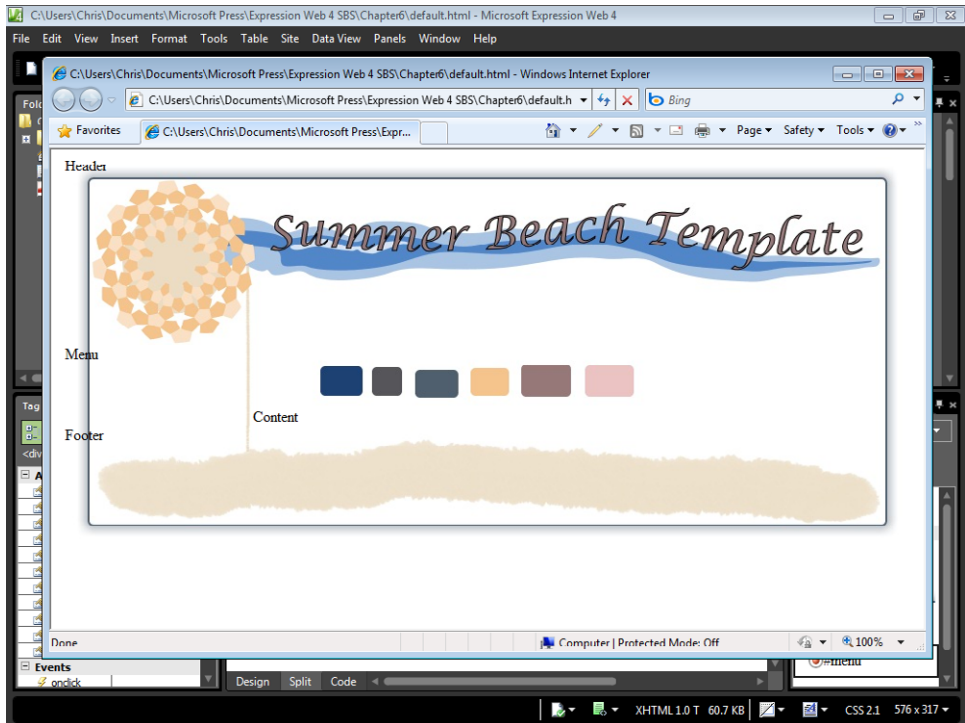 C:\Users\Chris\Documents\Microsoft Press\Expression Web 4 SBS\Chapter6\default.html - Microsoft Expression Web 4
File Edit View Insert Format Tools Table Site Data View Panels Window Help
C:\Users\Chris\Documents\Microsoft Press\Expression Web 4 SBS\Chapter6\default.html - Windows Internet Explorer
C:\Users\Chris\Documents\Microsoft Press\Expression Web 4 SBS\Chapter6\default.h Bing
Favorites C:\Users\Chris\Documents\Microsoft Press\Expr... Page Safety Tools
Header
Summer Beach Template
Menu
Content
Footer
Tag
<div
Done Computer | Protected Mode: Off 100%
Events
onclick
Design Split Code
#menu
XHTML 1.0 T 60.7 KB CSS 2.1 576 x 317